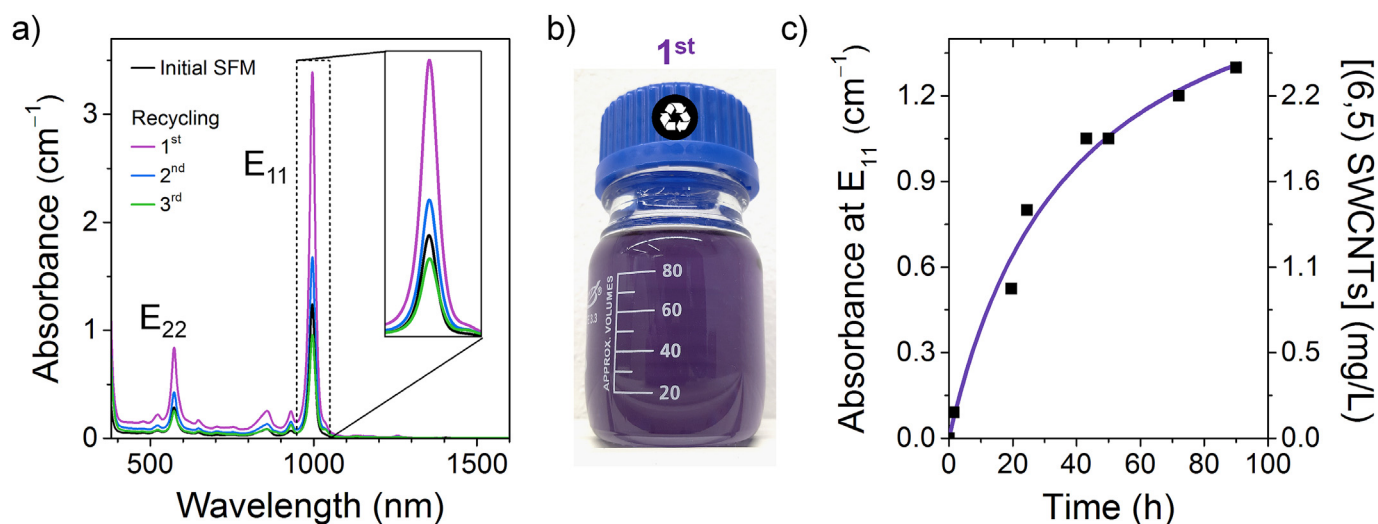 a)
Absorbance (cm⁻¹)
3
2
1
0
500
1000
1500
Wavelength (nm)
Initial SFM
Recycling
1ˢᵗ
2ⁿᵈ
3ʳᵈ
E₂₂
E₁₁
b)
1ˢᵗ
80
60
40
20
APPROX. VOLUMES
c)
Absorbance at E₁₁ (cm⁻¹)
1.2
0.9
0.6
0.3
0.0
0
20
40
60
80
100
Time (h)
2.2
1.6
1.1
0.5
0.0
[(6,5) SWCNTs] (mg/L)